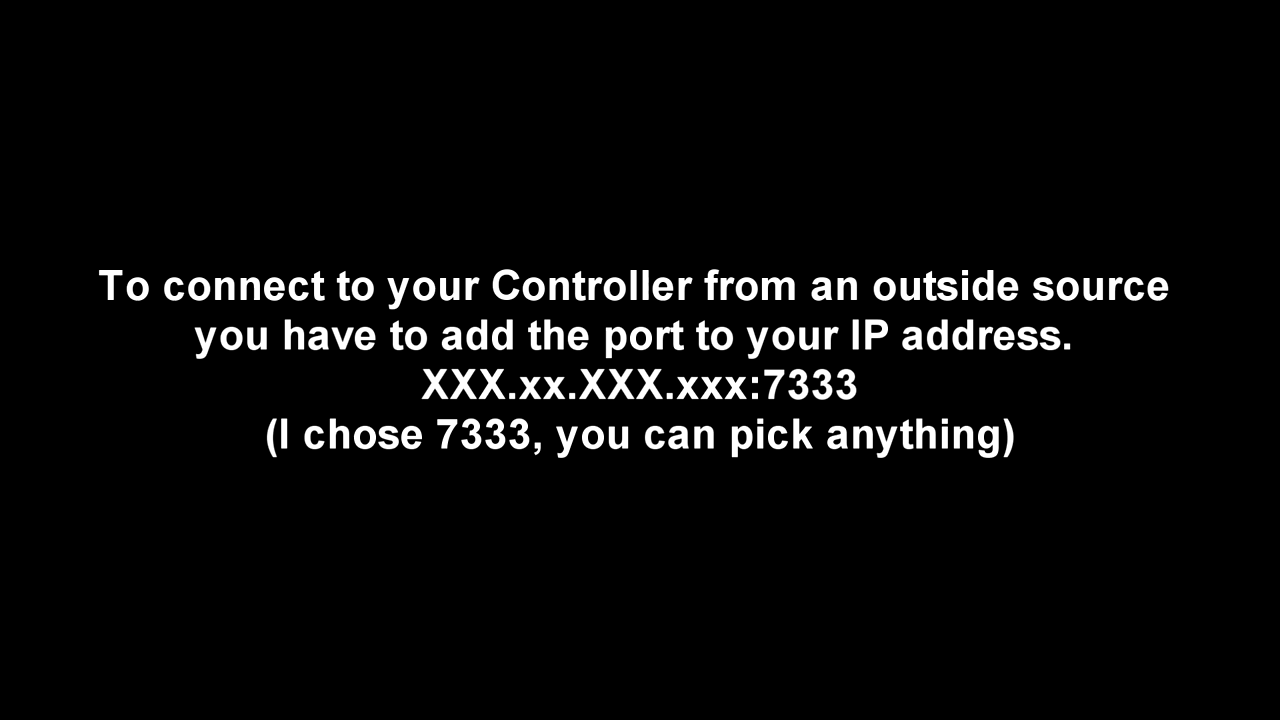 To connect to your Controller from an outside source
you have to add the port to your IP address.
XXX.xx.XXX.xxx:7333
(I chose 7333, you can pick anything)